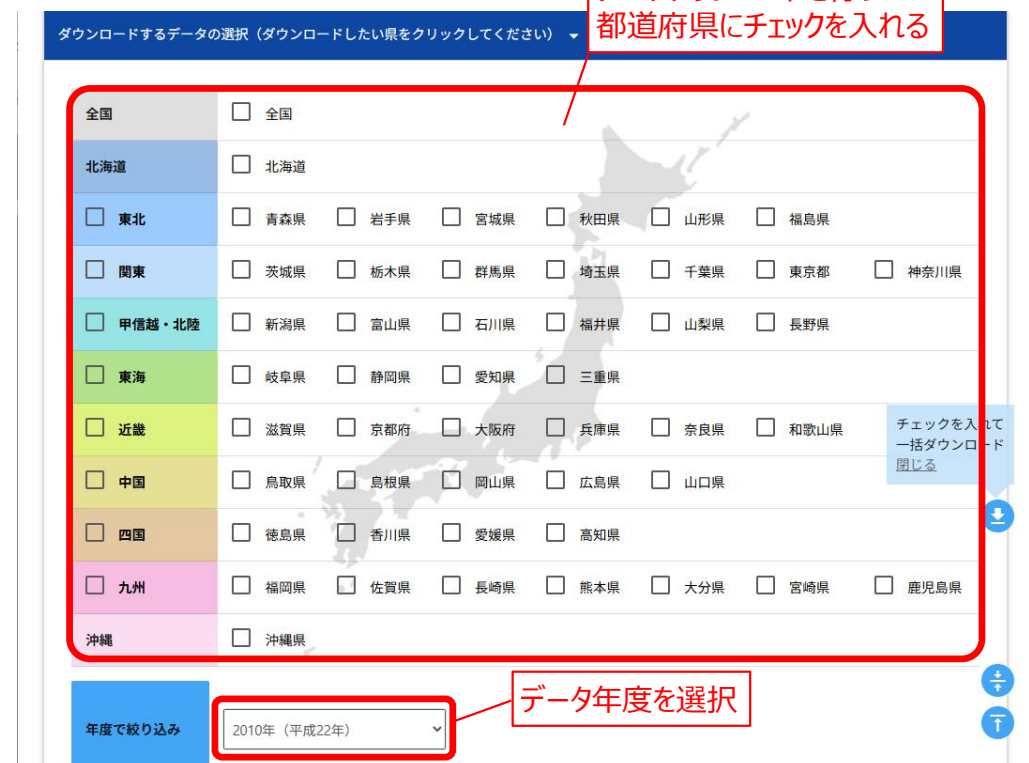 都道府県にチェックを入れる
ダウンロードするデータの選択（ダウンロードしたい県をクリックしてください）
全国 全国
北海道 北海道
東北 青森県 岩手県 宮城県 秋田県 山形県 福島県
関東 茨城県 栃木県 群馬県 埼玉県 千葉県 東京都 神奈川県
甲信越・北陸 新潟県 富山県 石川県 福井県 山梨県 長野県
東海 岐阜県 静岡県 愛知県 三重県
近畿 滋賀県 京都府 大阪府 兵庫県 奈良県 和歌山県
チェックを入れて
一括ダウンロード
閉じる
中国 鳥取県 島根県 岡山県 広島県 山口県
四国 徳島県 香川県 愛媛県 高知県
九州 福岡県 佐賀県 長崎県 熊本県 大分県 宮崎県 鹿児島県
沖縄 沖縄県
データ年度を選択
年度で絞り込み 2010年（平成22年）